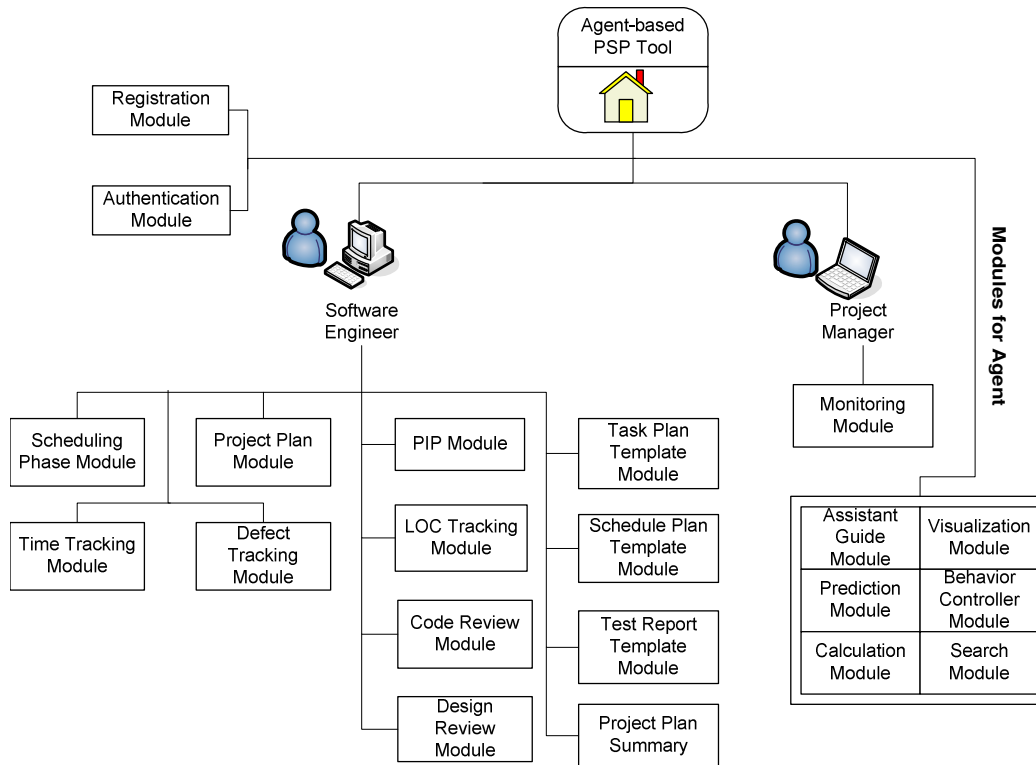 Agent-based
PSP Tool
Registration
Module
Authentication
Module
Software
Engineer
Project
Manager
Modules for Agent
Monitoring
Module
Scheduling
Phase Module
Project Plan
Module
Time Tracking
Module
Defect
Tracking
Module
PIP Module
LOC Tracking
Module
Code Review
Module
Design
Review
Module
Task Plan
Template
Module
Schedule Plan
Template
Module
Test Report
Template
Module
Project Plan
Summary
Assistant
Guide
Module
Visualization
Module
Prediction
Module
Behavior
Controller
Module
Calculation
Module
Search
Module